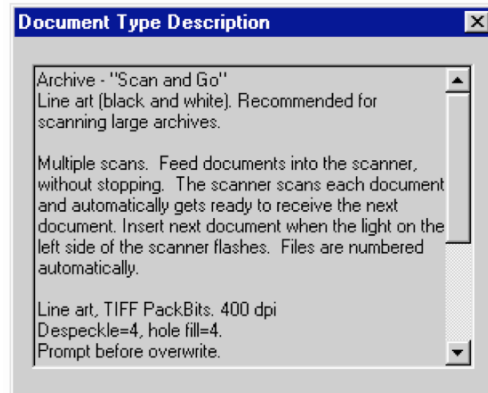 Document Type Description
Archive - "Scan and Go"
Line art (black and white). Recommended for
scanning large archives.
Multiple scans.  Feed documents into the scanner,
without stopping.  The scanner scans each document
and automatically gets ready to receive the next
document. Insert next document when the light on the
left side of the scanner flashes.  Files are numbered
automatically.
Line art, TIFF PackBits. 400 dpi
Despeckle=4, hole fill=4.
Prompt before overwrite.